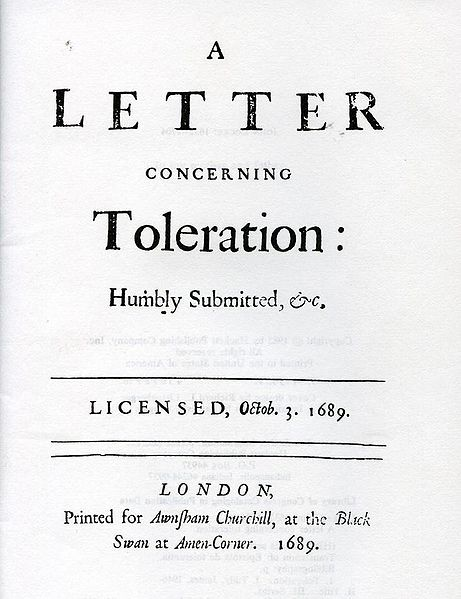 A
LETTER
CONCERNING
Toleration:
Humbly Submitted, &c.
LICENSED, Octob. 3. 1689.
LONDON,
Printed for Awnſham Churchill, at the Black
Swan at Amen-Corner. 1689.